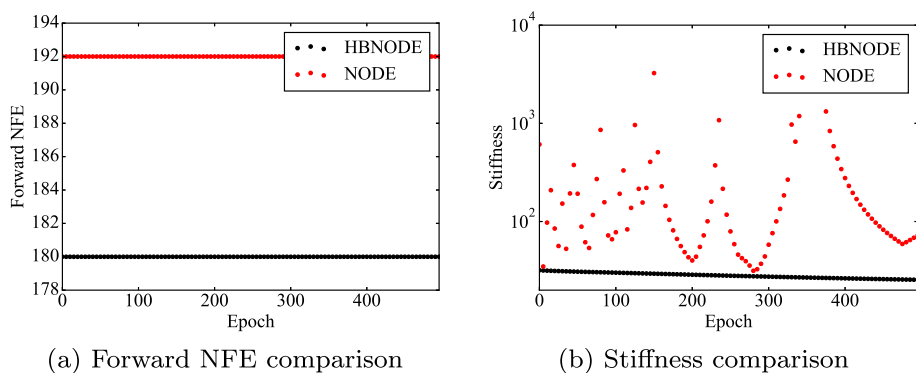 194
192
190
188
186
184
182
180
178
Forward NFE
HBNODE
NODE
0
100
200
300
400
Epoch
(a) Forward NFE comparison
10^4
10^3
10^2
Stiffness
HBNODE
NODE
0
100
200
300
400
Epoch
(b) Stiffness comparison